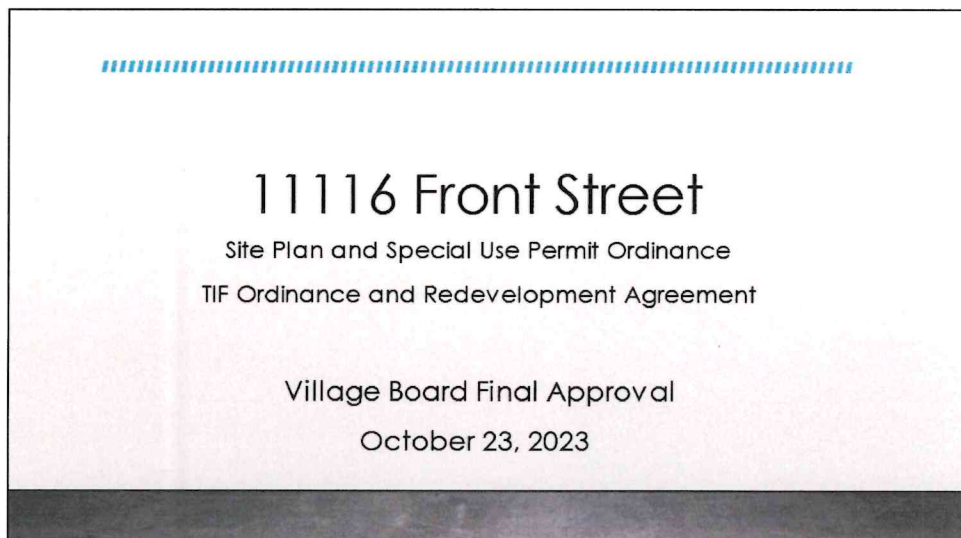 11116 Front Street
Site Plan and Special Use Permit Ordinance
TIF Ordinance and Redevelopment Agreement
Village Board Final Approval
October 23, 2023